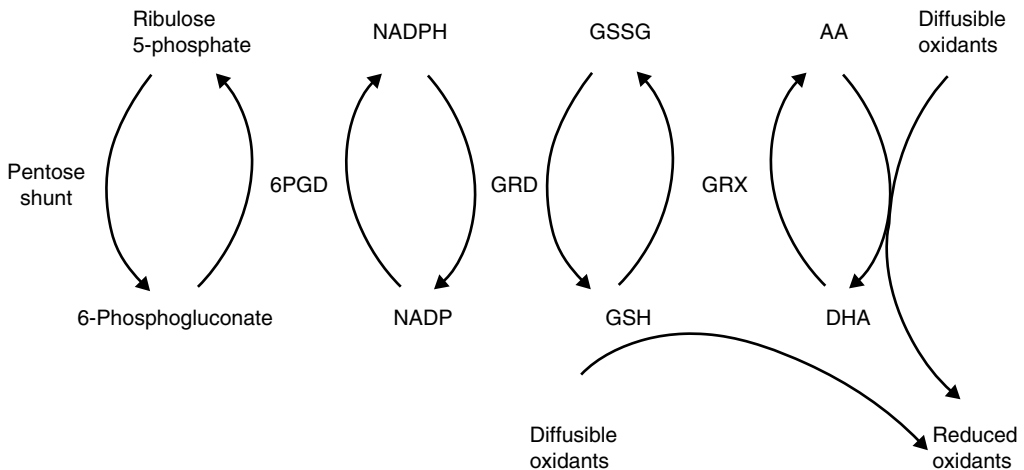 Ribulose
5-phosphate
NADPH
GSSG
AA
Diffusible
oxidants
Pentose
shunt
6PGD
GRD
GRX
6-Phosphogluconate
NADP
GSH
DHA
Diffusible
oxidants
Reduced
oxidants